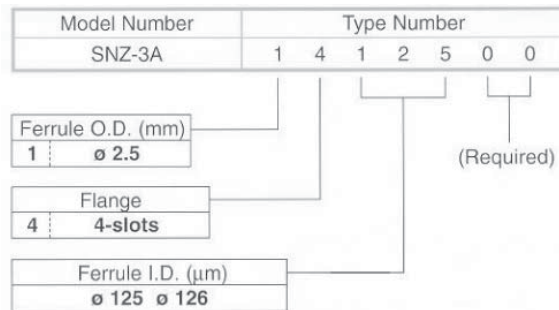 Model Number Type Number
SNZ-3A 1 4 1 2 5 0 0
Ferrule O.D. (mm)
1 ø 2.5
(Required)
Flange
4 4-slots
Ferrule I.D. (μm)
ø 125 ø 126